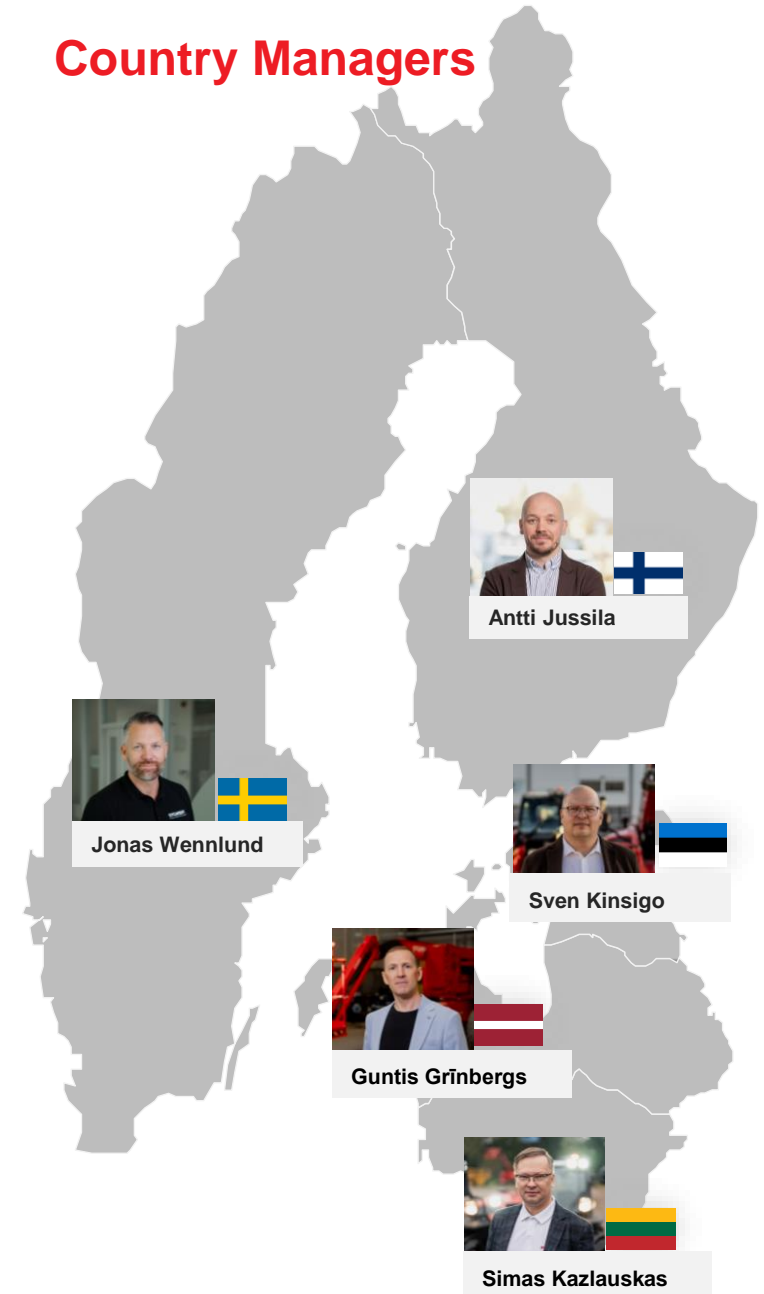 Country Managers
Antti Jussila
Jonas Wennlund
Sven Kinsigo
Guntis Grīnbergs
Simas Kazlauskas